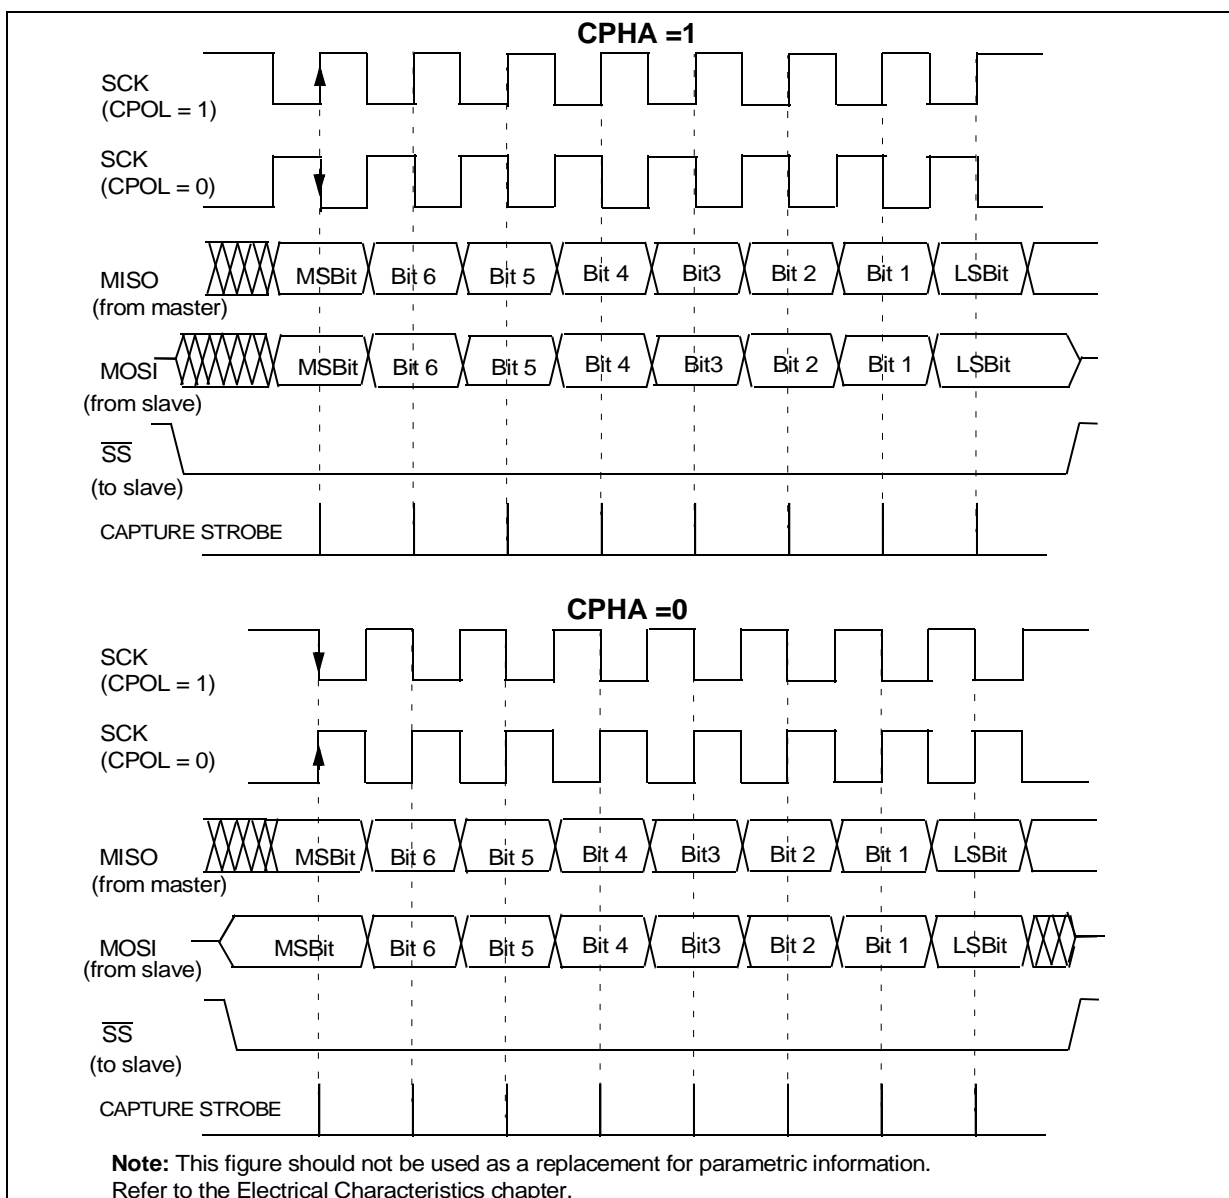 CPHA =1
SCK
(CPOL = 1)
SCK
(CPOL = 0)
MISO
(from master)
MSBit Bit 6 Bit 5 Bit 4 Bit3 Bit 2 Bit 1 LSBit
MOSI
(from slave)
MSBit Bit 6 Bit 5 Bit 4 Bit3 Bit 2 Bit 1 LSBit
SS
(to slave)
CAPTURE STROBE
CPHA =0
SCK
(CPOL = 1)
SCK
(CPOL = 0)
MISO
(from master)
MSBit Bit 6 Bit 5 Bit 4 Bit3 Bit 2 Bit 1 LSBit
MOSI
(from slave)
MSBit Bit 6 Bit 5 Bit 4 Bit3 Bit 2 Bit 1 LSBit
SS
(to slave)
CAPTURE STROBE
Note: This figure should not be used as a replacement for parametric information.
Refer to the Electrical Characteristics chapter.